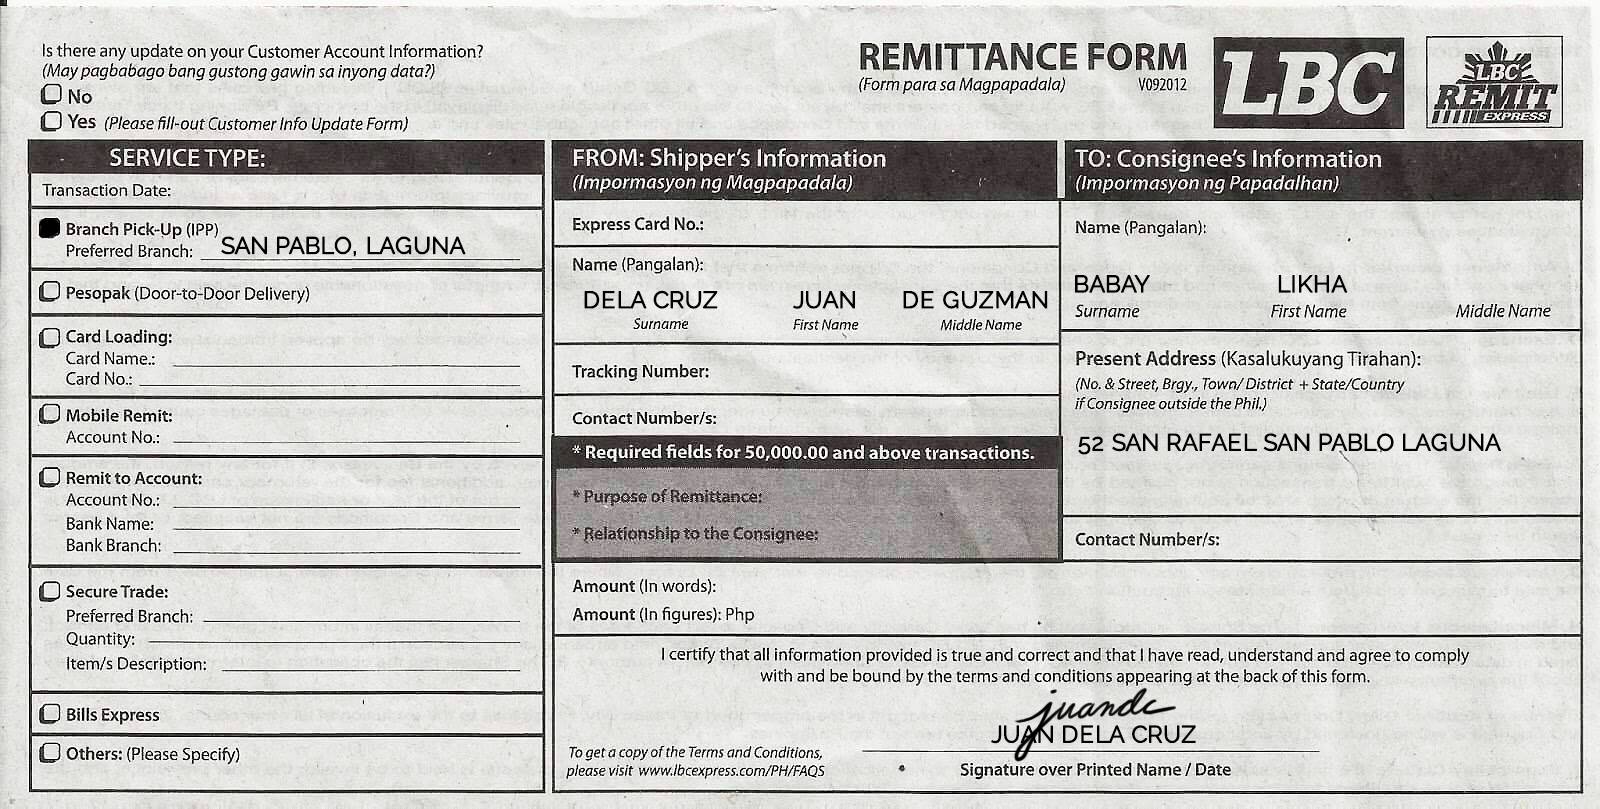 Is there any update on your Customer Account Information?
(May pagbabago bang gustong gawin sa inyong data?)
No
Yes (Please fill-out Customer Info Update Form)
REMITTANCE FORM
(Form para sa Magpapadala) V092012
LBC
LBC
REMIT
EXPRESS
SERVICE TYPE:
Transaction Date:
Branch Pick-Up (IPP)
Preferred Branch: SAN PABLO, LAGUNA
Pesopak (Door-to-Door Delivery)
Card Loading:
Card Name.:
Card No.:
Mobile Remit:
Account No.:
Remit to Account:
Account No.:
Bank Name:
Bank Branch:
Secure Trade:
Preferred Branch:
Quantity:
Item/s Description:
Bills Express
Others: (Please Specify)
FROM: Shipper's Information
(Impormasyon ng Magpapadala)
Express Card No.:
Name (Pangalan):
DELA CRUZ JUAN DE GUZMAN
Surname First Name Middle Name
Tracking Number:
Contact Number/s:
* Required fields for 50,000.00 and above transactions.
* Purpose of Remittance:
* Relationship to the Consignee:
TO: Consignee's Information
(Impormasyon ng Papadalhan)
Name (Pangalan):
BABAY LIKHA
Surname First Name Middle Name
Present Address (Kasalukuyang Tirahan):
(No. & Street, Brgy., Town/ District + State/Country
if Consignee outside the Phil.)
52 SAN RAFAEL SAN PABLO LAGUNA
Contact Number/s:
Amount (In words):
Amount (In figures): Php
I certify that all information provided is true and correct and that I have read, understand and agree to comply
with and be bound by the terms and conditions appearing at the back of this form.
juandc
JUAN DELA CRUZ
To get a copy of the Terms and Conditions,
please visit www.lbcexpress.com/PH/FAQS
Signature over Printed Name / Date